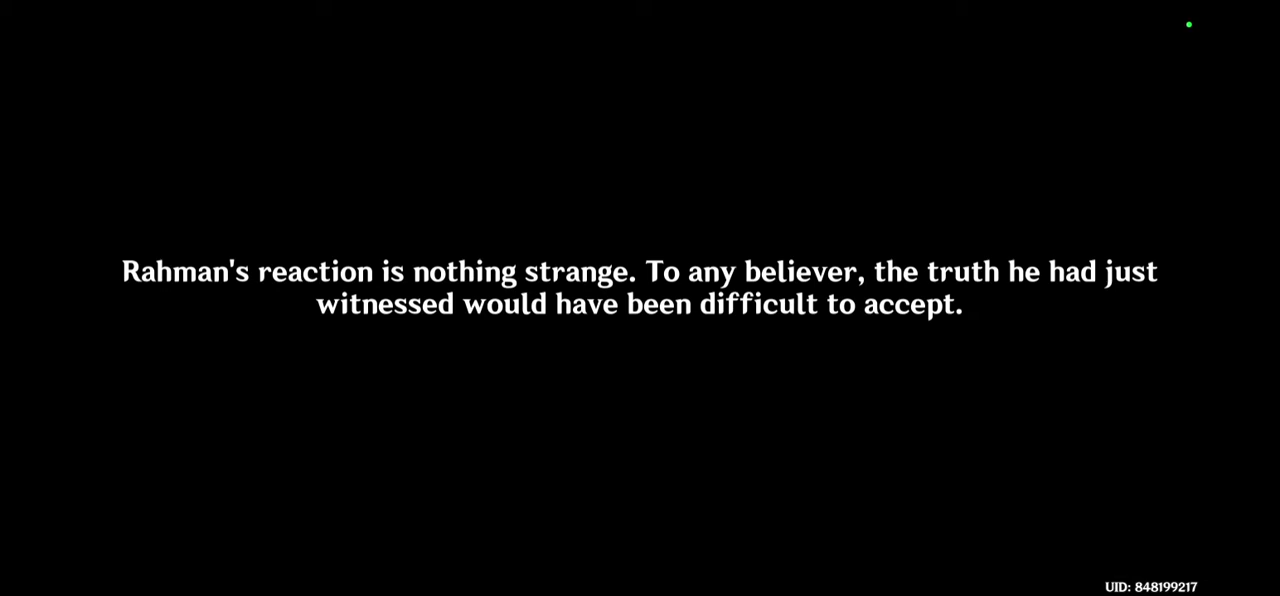 Rahman's reaction is nothing strange. To any believer, the truth he had just
witnessed would have been difficult to accept.
UID: 848199217